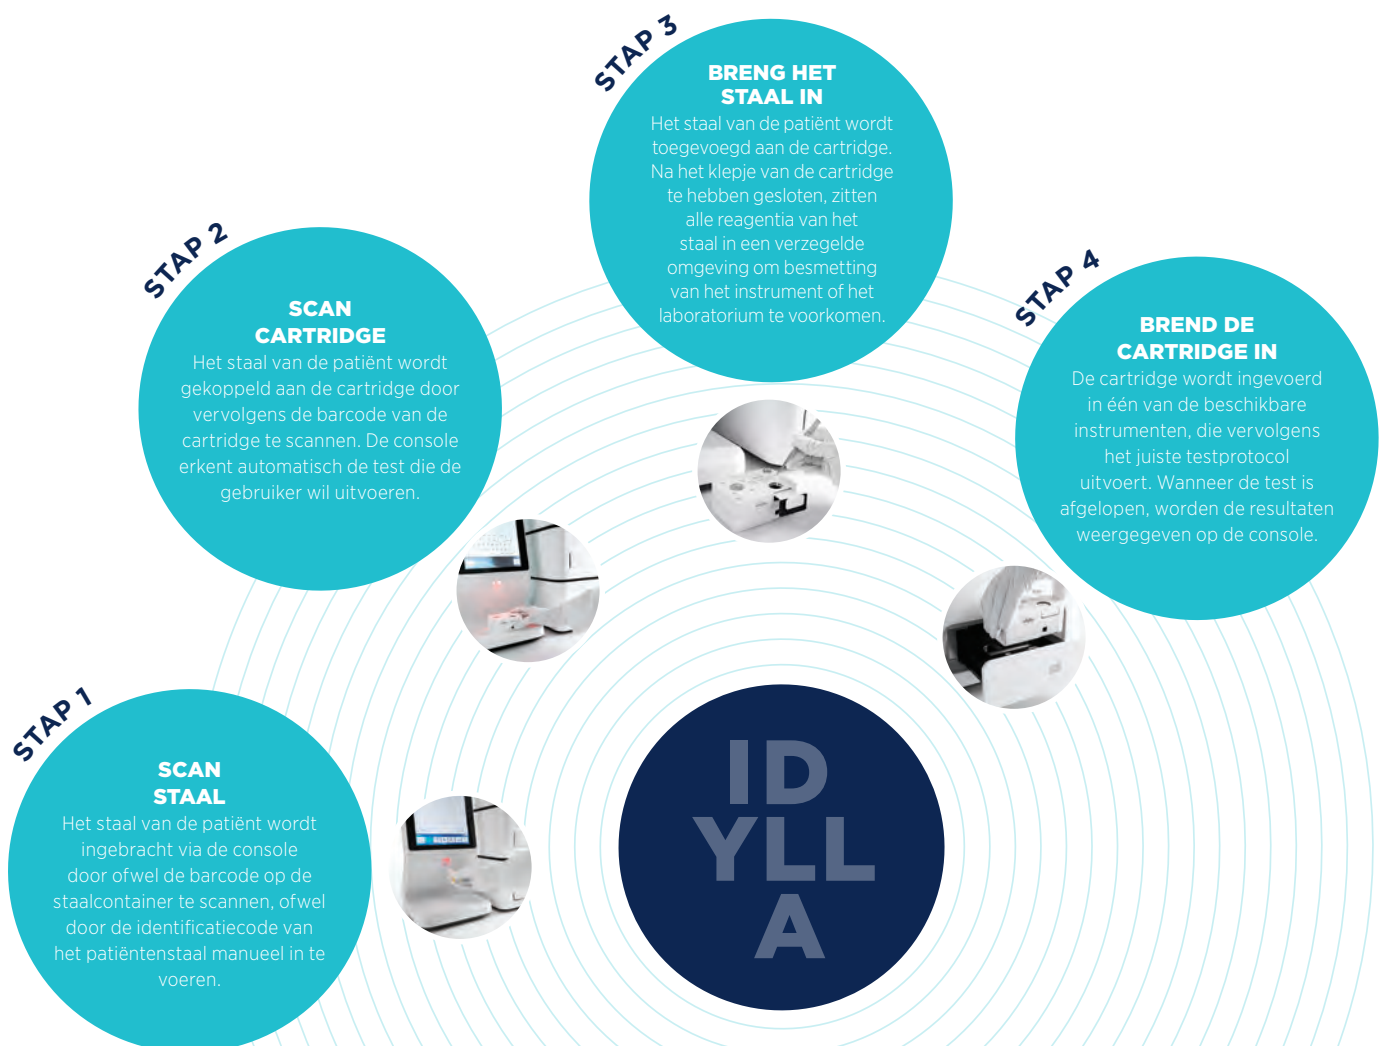 STAP 1
SCAN
STAAL
Het staal van de patiënt wordt
ingebracht via de console
door ofwel de barcode op de
staalcontainer te scannen, ofwel
door de identificatiecode van
het patiëntenstaal manueel in te
voeren.
STAP 2
SCAN
CARTRIDGE
Het staal van de patiënt wordt
gekoppeld aan de cartridge door
vervolgens de barcode van de
cartridge te scannen. De console
erkent automatisch de test die de
gebruiker wil uitvoeren.
STAP 3
BRENG HET
STAAL IN
Het staal van de patiënt wordt
toegevoegd aan de cartridge.
Na het klepje van de cartridge
te hebben gesloten, zitten
alle reagentia van het
staal in een verzegelde
omgeving om besmetting
van het instrument of het
laboratorium te voorkomen.
STAP 4
BREND DE
CARTRIDGE IN
De cartridge wordt ingevoerd
in één van de beschikbare
instrumenten, die vervolgens
het juiste testprotocol
uitvoert. Wanneer de test is
afgelopen, worden de resultaten
weergegeven op de console.
ID
YLL
A